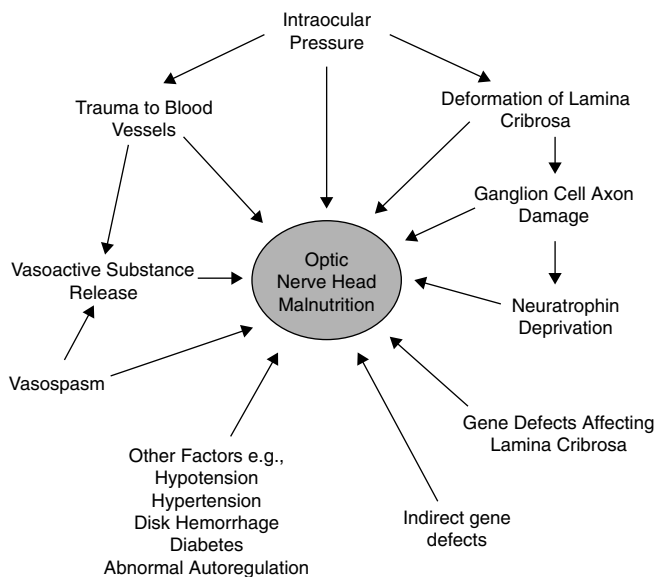 Intraocular
Pressure
Trauma to Blood
Vessels
Deformation of Lamina
Cribrosa
Ganglion Cell Axon
Damage
Optic
Nerve Head
Malnutrition
Vasoactive Substance
Release
Neuratrophin
Deprivation
Vasospasm
Gene Defects Affecting
Lamina Cribrosa
Other Factors e.g.,
Hypotension
Hypertension
Disk Hemorrhage
Diabetes
Abnormal Autoregulation
Indirect gene
defects